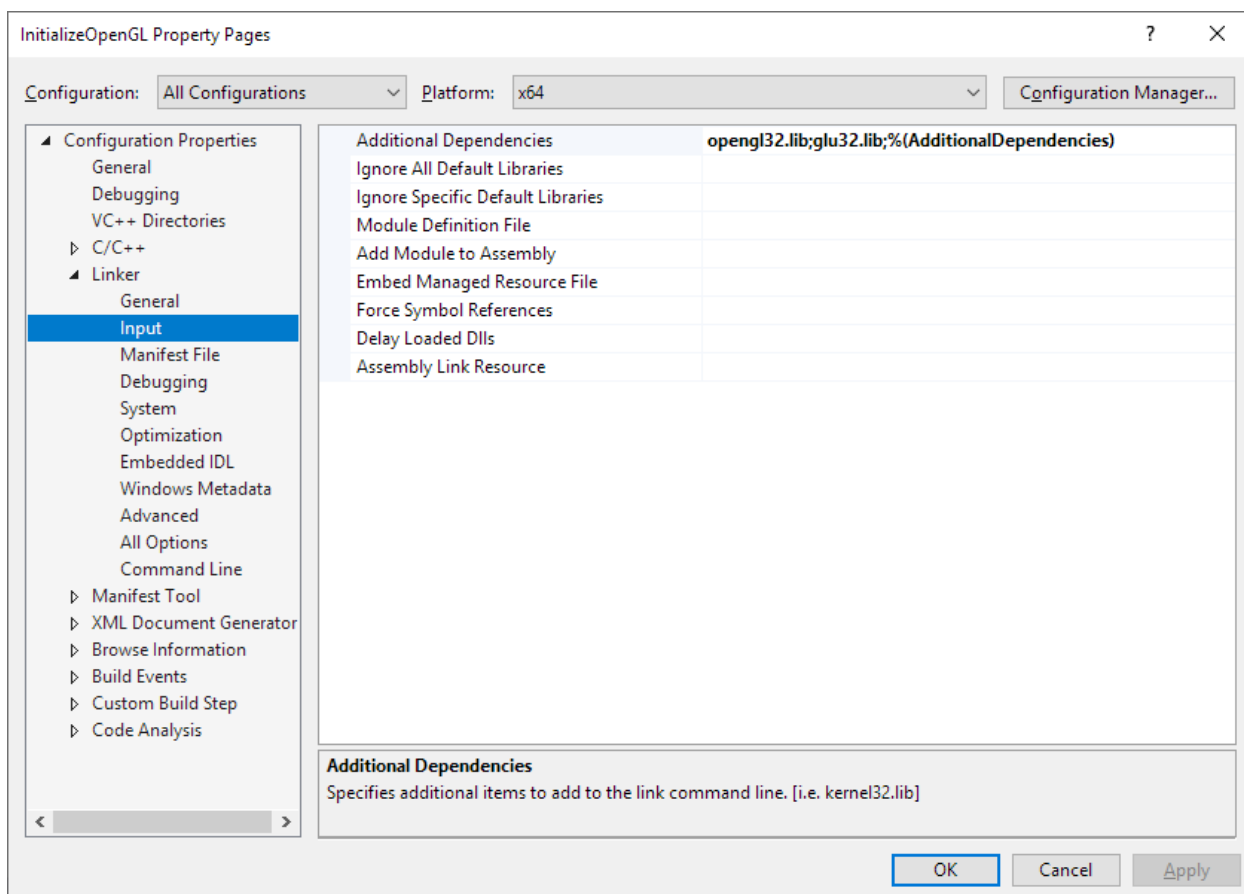 InitializeOpenGL Property Pages
?
Configuration: All Configurations Platform: x64 Configuration Manager...
Configuration Properties
General
Debugging
VC++ Directories
C/C++
Linker
General
Input
Manifest File
Debugging
System
Optimization
Embedded IDL
Windows Metadata
Advanced
All Options
Command Line
Manifest Tool
XML Document Generator
Browse Information
Build Events
Custom Build Step
Code Analysis
Additional Dependencies opengl32.lib;glu32.lib;%(AdditionalDependencies)
Ignore All Default Libraries
Ignore Specific Default Libraries
Module Definition File
Add Module to Assembly
Embed Managed Resource File
Force Symbol References
Delay Loaded Dlls
Assembly Link Resource
Additional Dependencies
Specifies additional items to add to the link command line. [i.e. kernel32.lib]
OK Cancel Apply